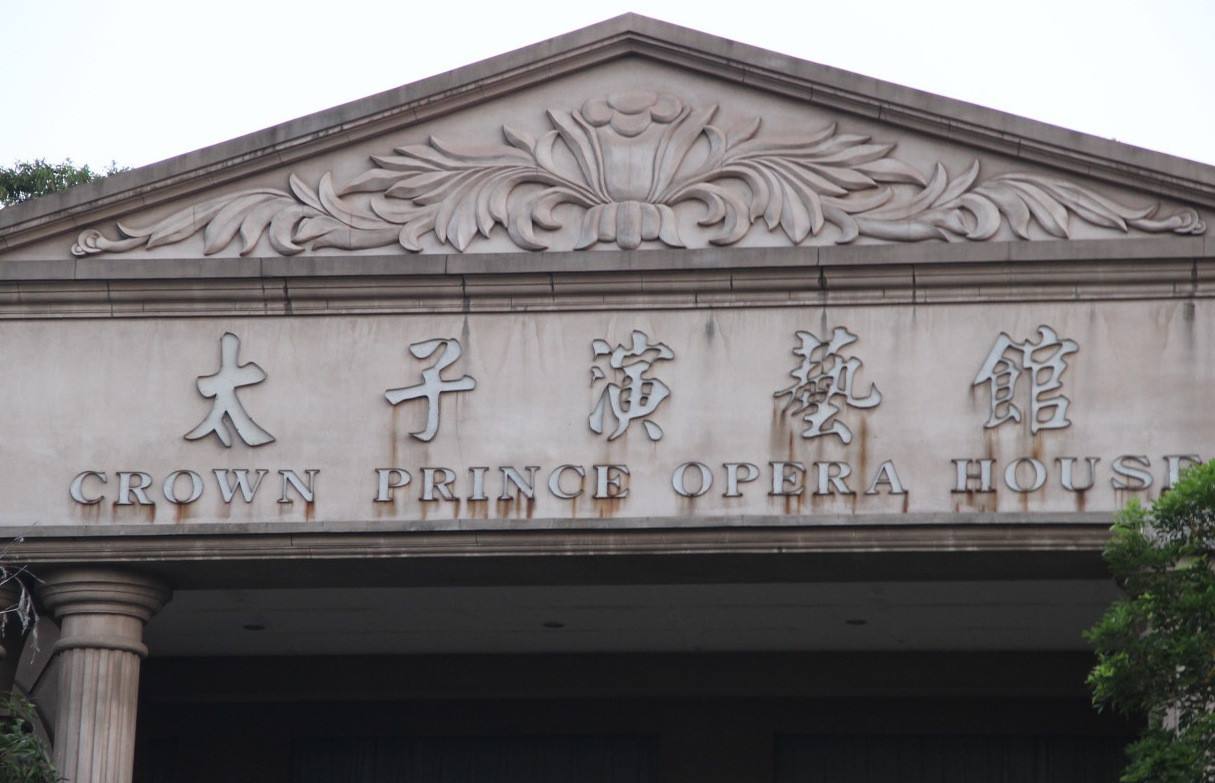 太子演藝館
CROWN PRINCE OPERA HOUSE